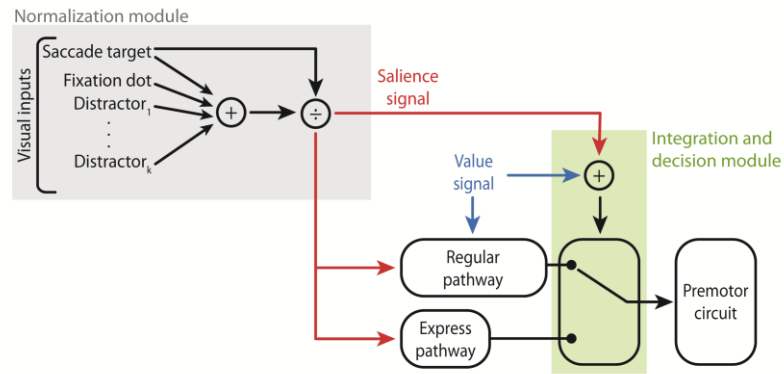 Normalization module
Visual inputs
Saccade target
Fixation dot
Distractor₁
Distractorₖ
+
÷
Salience
signal
Value
signal
+
Integration and
decision module
Regular
pathway
Express
pathway
Premotor
circuit